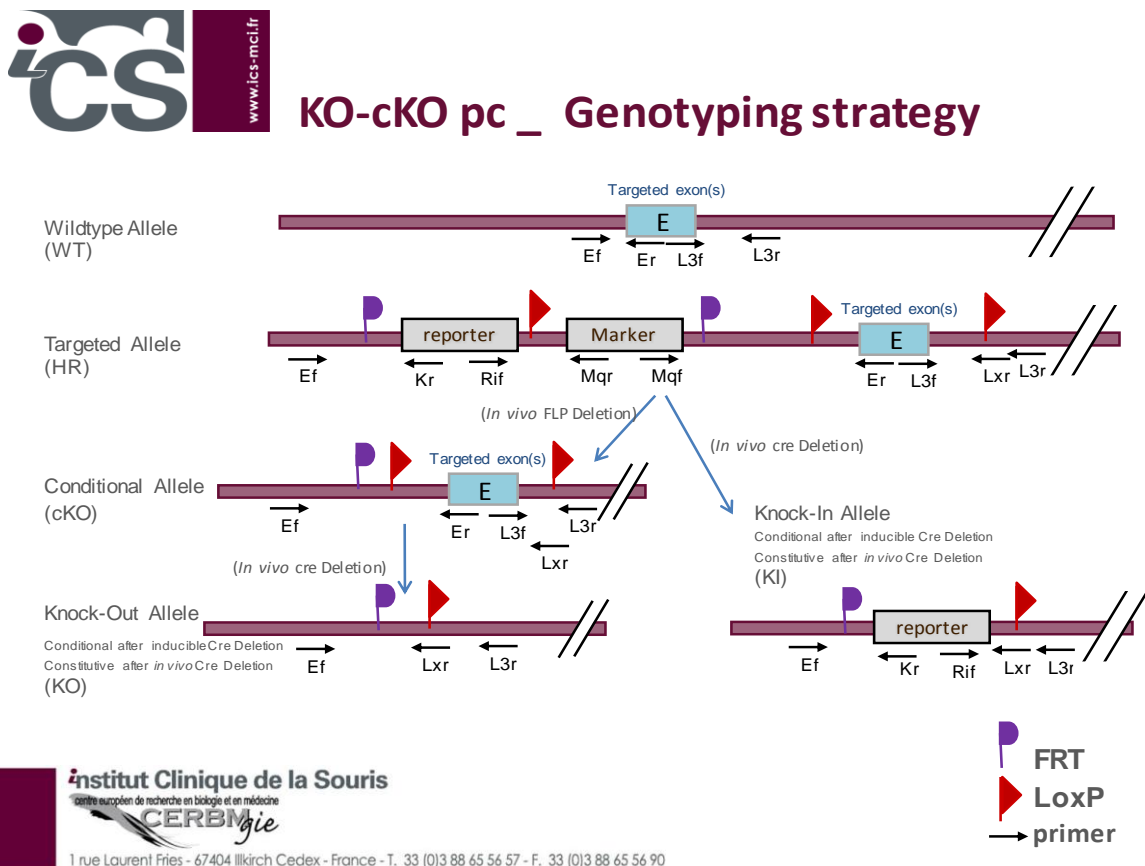 iCS
www.ics-mci.fr
KO-cKO pc _ Genotyping strategy
Targeted exon(s)
Wildtype Allele
(WT)
E
Ef Er L3f L3r
Targeted exon(s)
Targeted Allele
(HR)
reporter Marker E
Ef Kr Rif Mqr Mqf Er L3f Lxr L3r
(In vivo FLP Deletion)
(In vivo cre Deletion)
Targeted exon(s)
Conditional Allele
(cKO)
E
Ef Er L3f L3r
Lxr
Knock-In Allele
Conditional after inducible Cre Deletion
Constitutive after in vivo Cre Deletion
(KI)
(In vivo cre Deletion)
Knock-Out Allele
Conditional after inducible Cre Deletion
Constitutive after in vivo Cre Deletion
(KO)
Ef Lxr L3r
reporter
Ef Kr Rif Lxr L3r
FRT
LoxP
primer
institut Clinique de la Souris
centre européen de recherche en biologie et en médecine
CERBM gie
1 rue Laurent Fries - 67404 Illkirch Cedex - France - T. 33 (0)3 88 65 56 57 - F. 33 (0)3 88 65 56 90